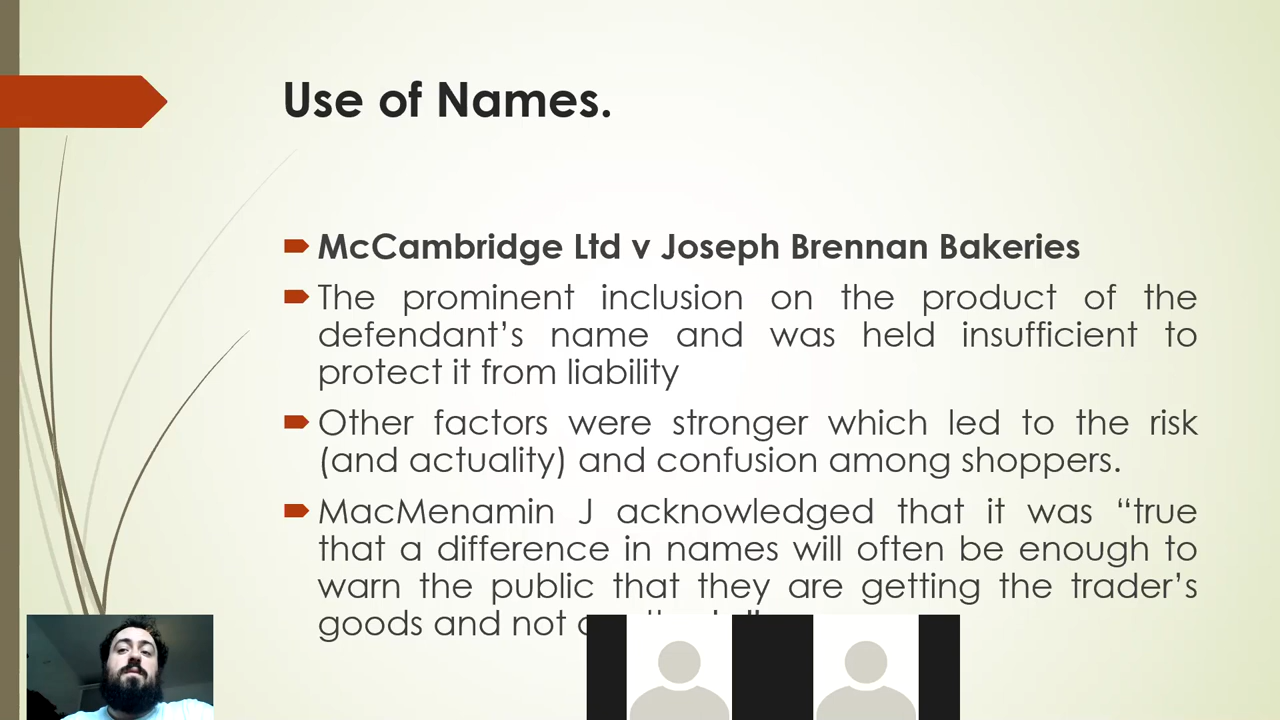 Use of Names.
McCambridge Ltd v Joseph Brennan Bakeries
The prominent inclusion on the product of the
defendant’s name and was held insufficient to
protect it from liability
Other factors were stronger which led to the risk
(and actuality) and confusion among shoppers.
MacMenamin J acknowledged that it was “true
that a difference in names will often be enough to
warn the public that they are getting the trader’s
goods and not